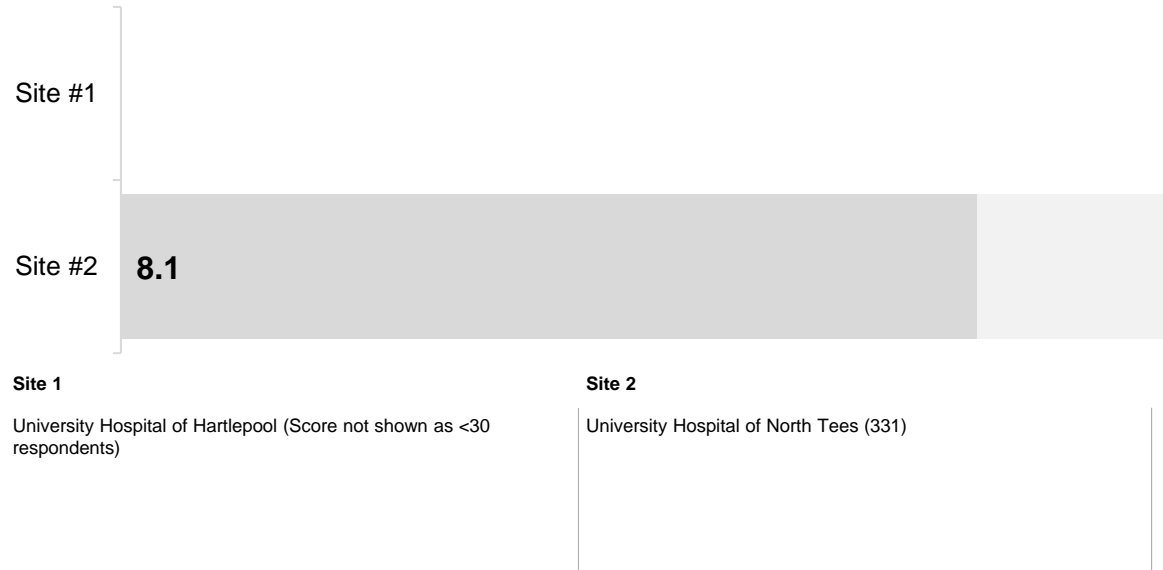 Site #1
Site #2
8.1
Site 1
University Hospital of Hartlepool (Score not shown as <30
respondents)
Site 2
University Hospital of North Tees (331)